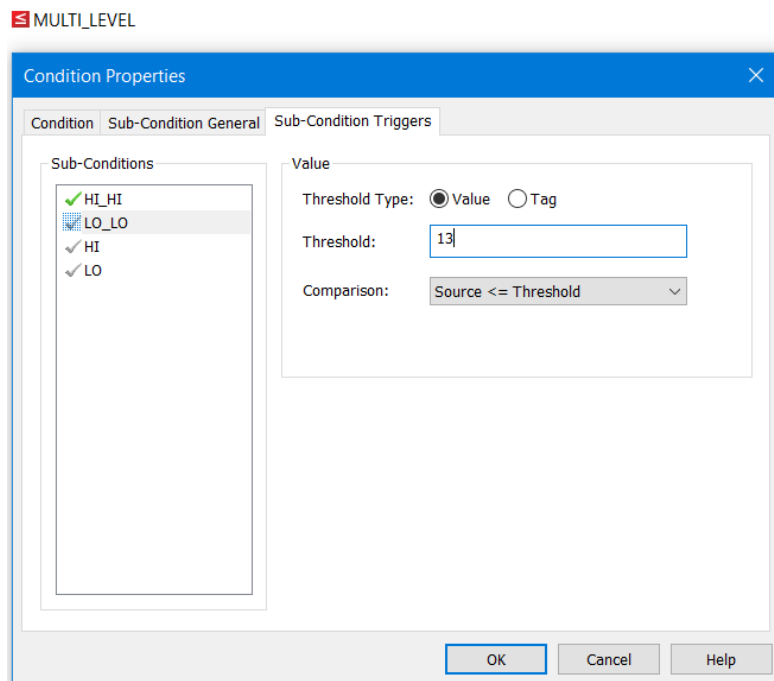 MULTI_LEVEL
Condition Properties
Condition Sub-Condition General Sub-Condition Triggers
Sub-Conditions
HI_HI
LO_LO
HI
LO
Value
Threshold Type: Value Tag
Threshold: 13
Comparison: Source <= Threshold
OK Cancel Help